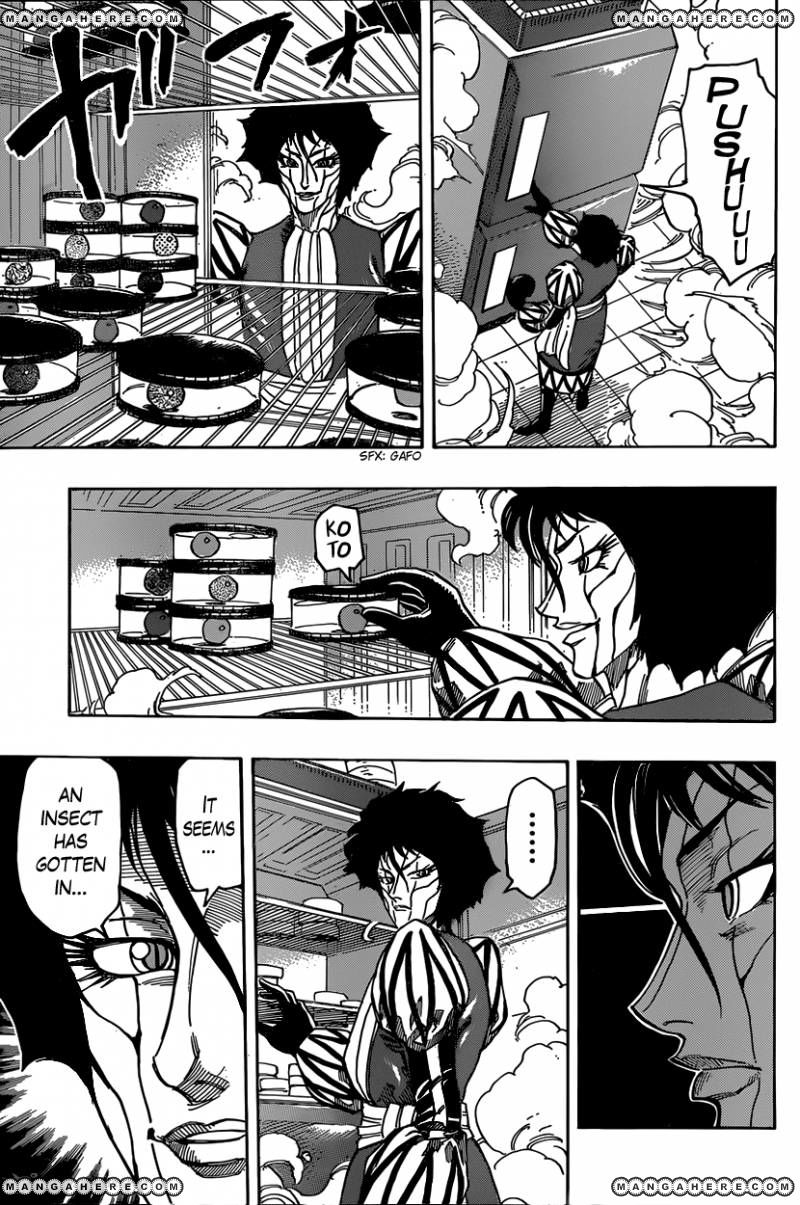 MANGAHERE.COM
MANGAHERE.COM
PUSHUUU
ガフォ
SFX: GAFO
KO
TO
......
IT
SEEMS
...
AN
INSECT
HAS
GOTTEN
IN...
MANGAHERE.COM
MANGAHERE.COM